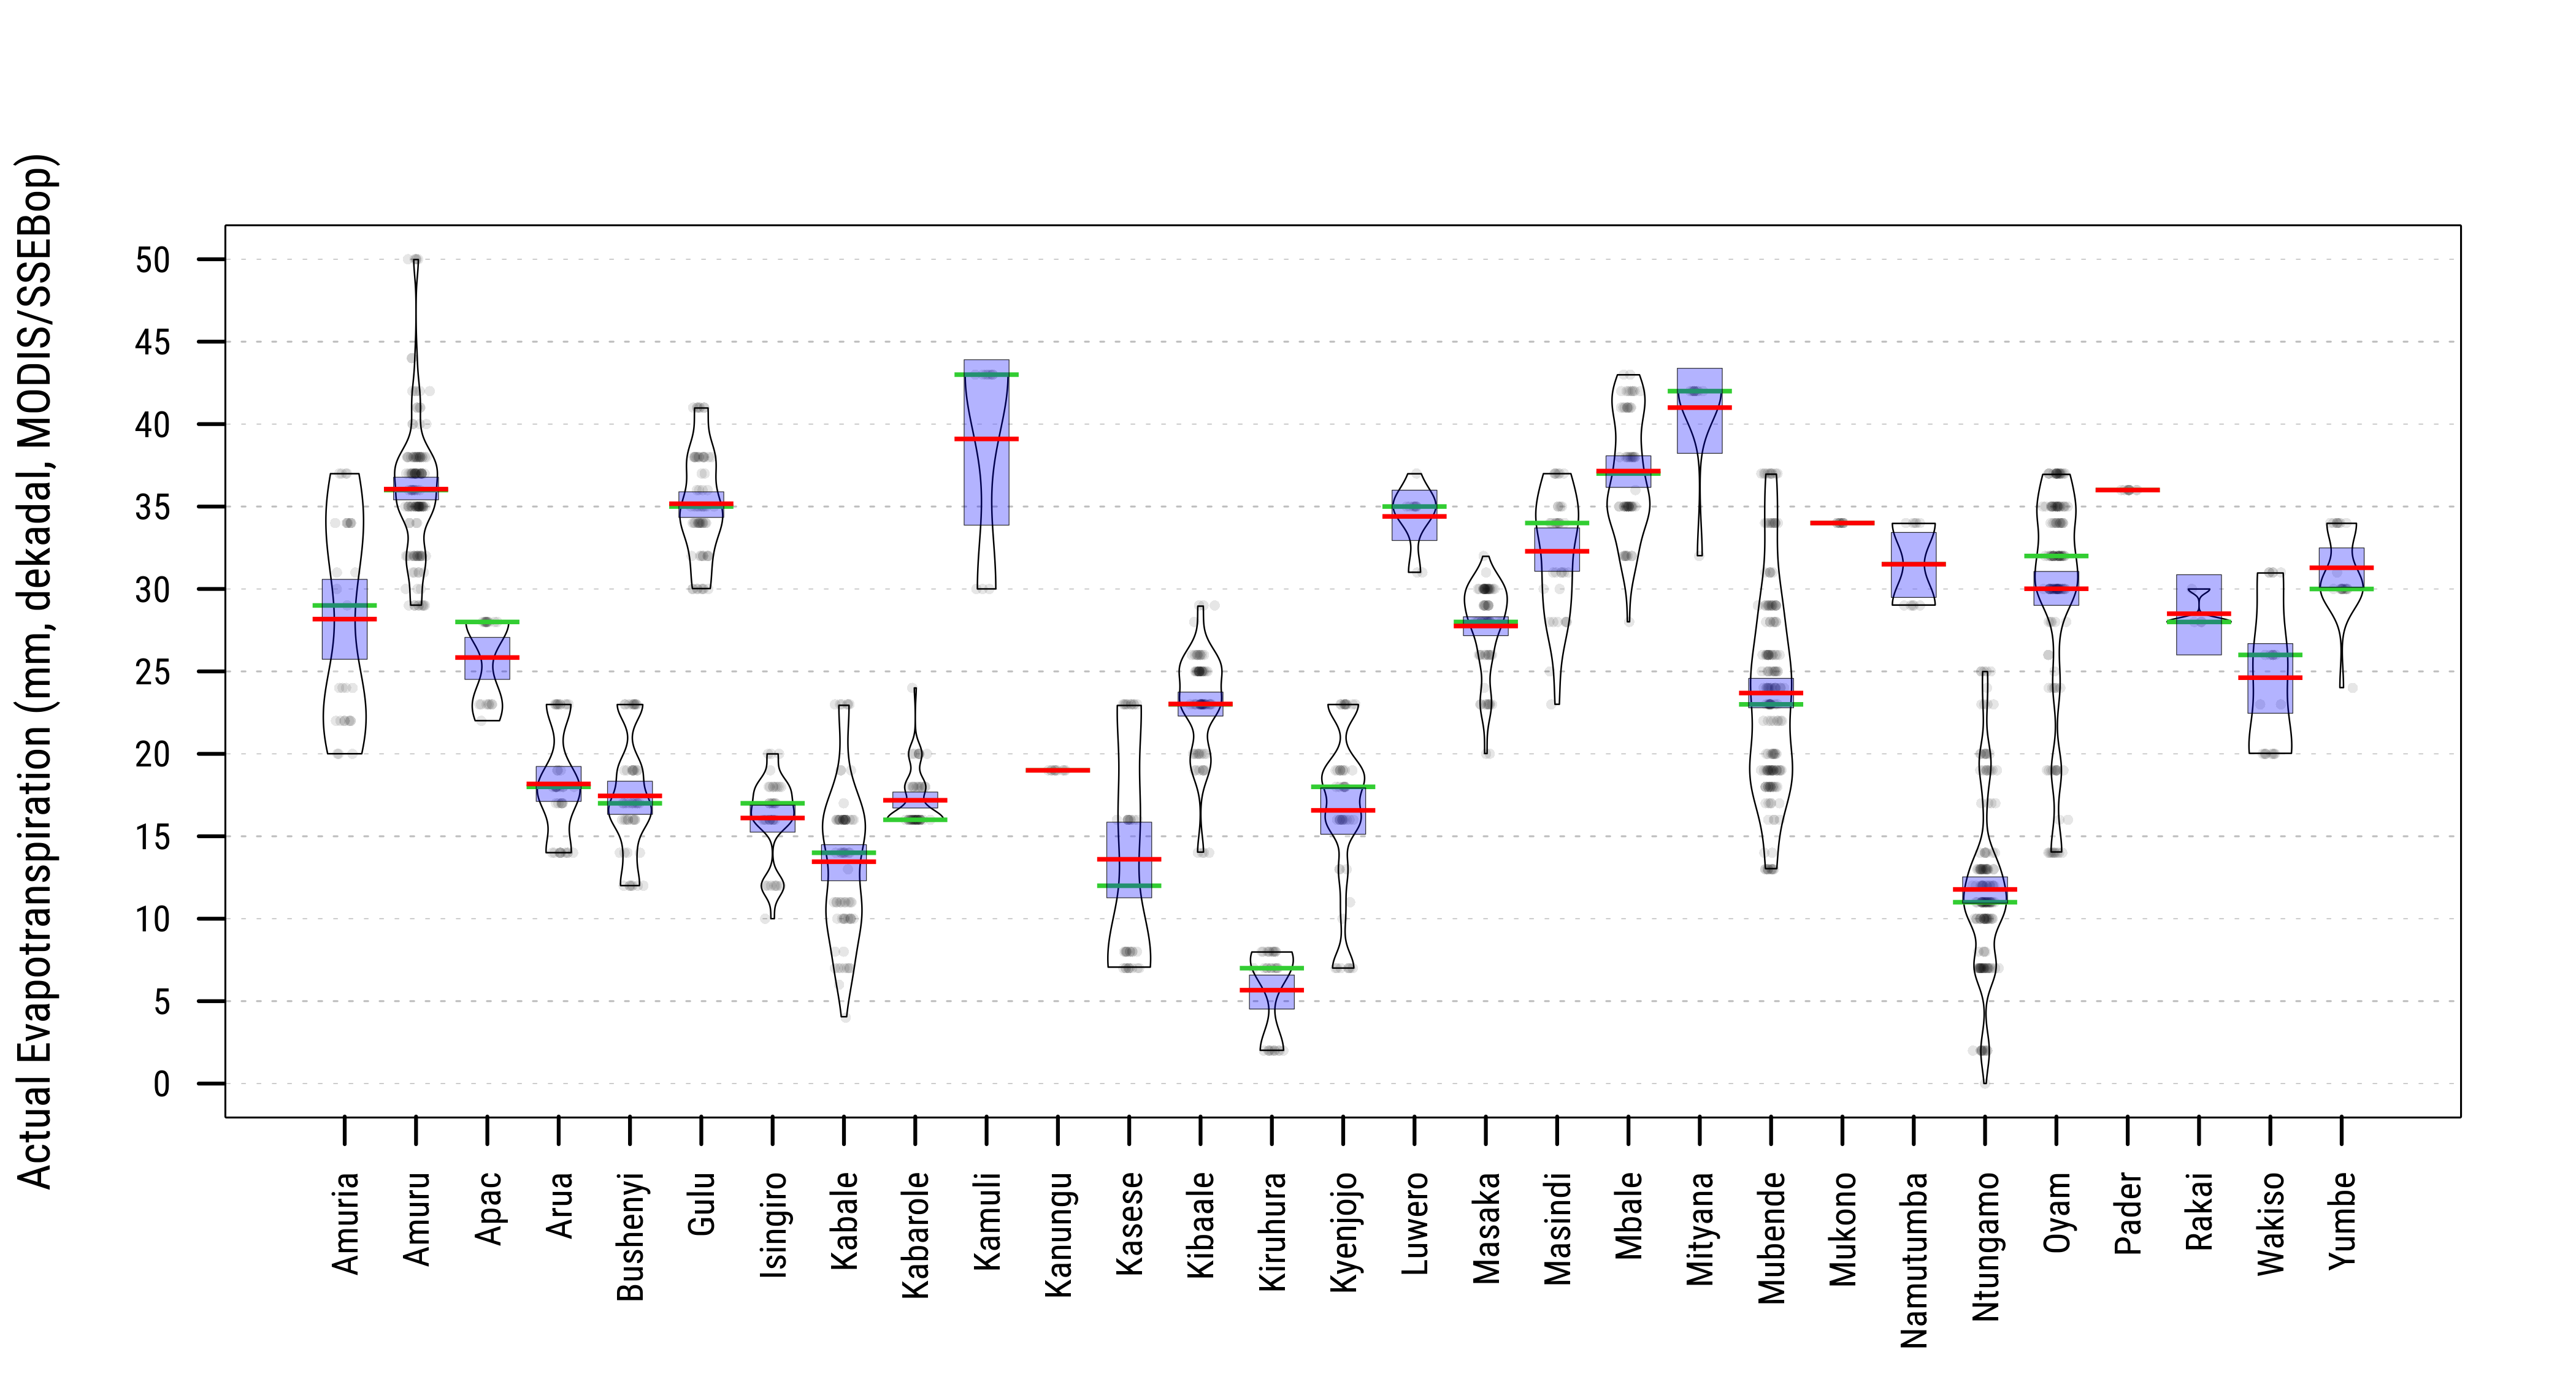 Actual Evapotranspiration (mm, dekadal, MODIS/SSEBop)
50
45
40
35
30
25
20
15
10
5
0
Amuria
Amuru
Apac
Arua
Bushenyi
Gulu
Isingiro
Kabale
Kabarole
Kamuli
Kanungu
Kasese
Kibaale
Kiruhura
Kyenjojo
Luwero
Masaka
Masindi
Mbale
Mityana
Mubende
Mukono
Namutumba
Ntungamo
Oyam
Pader
Rakai
Wakiso
Yumbe